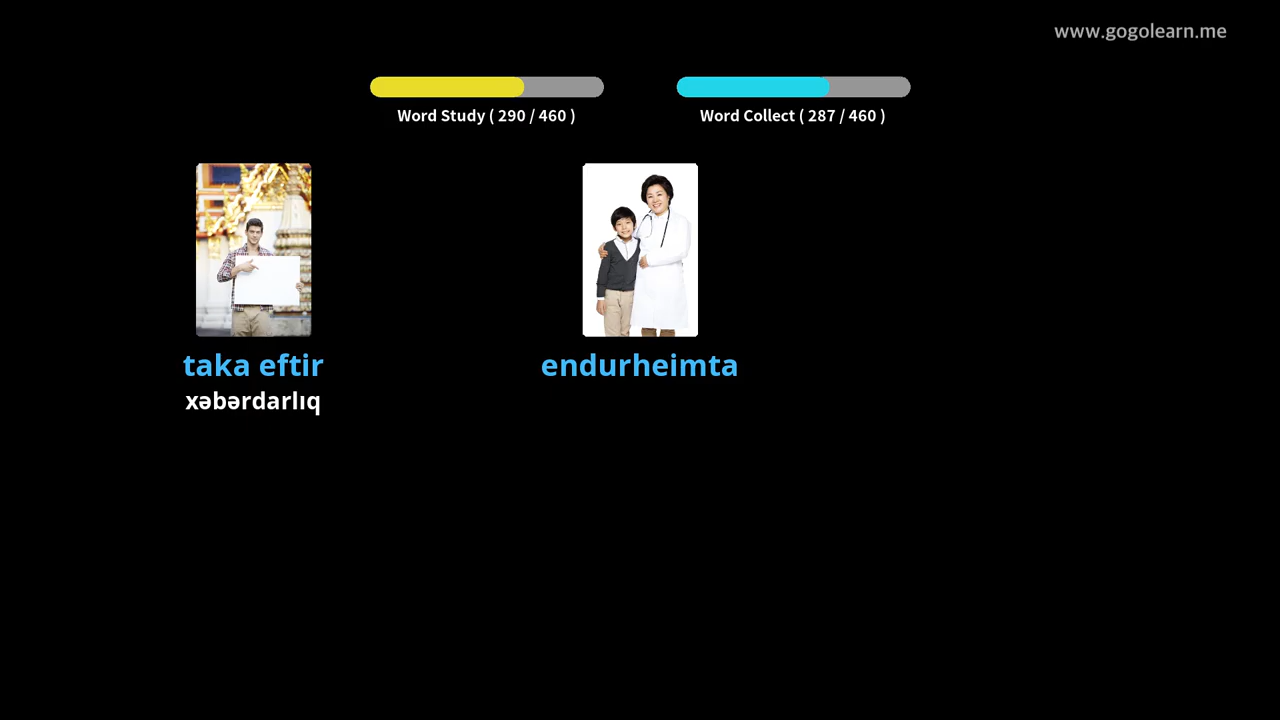 www.gogolearn.me
Word Study ( 290 / 460 )
Word Collect ( 287 / 460 )
taka eftir
xəbərdarlıq
endurheimta